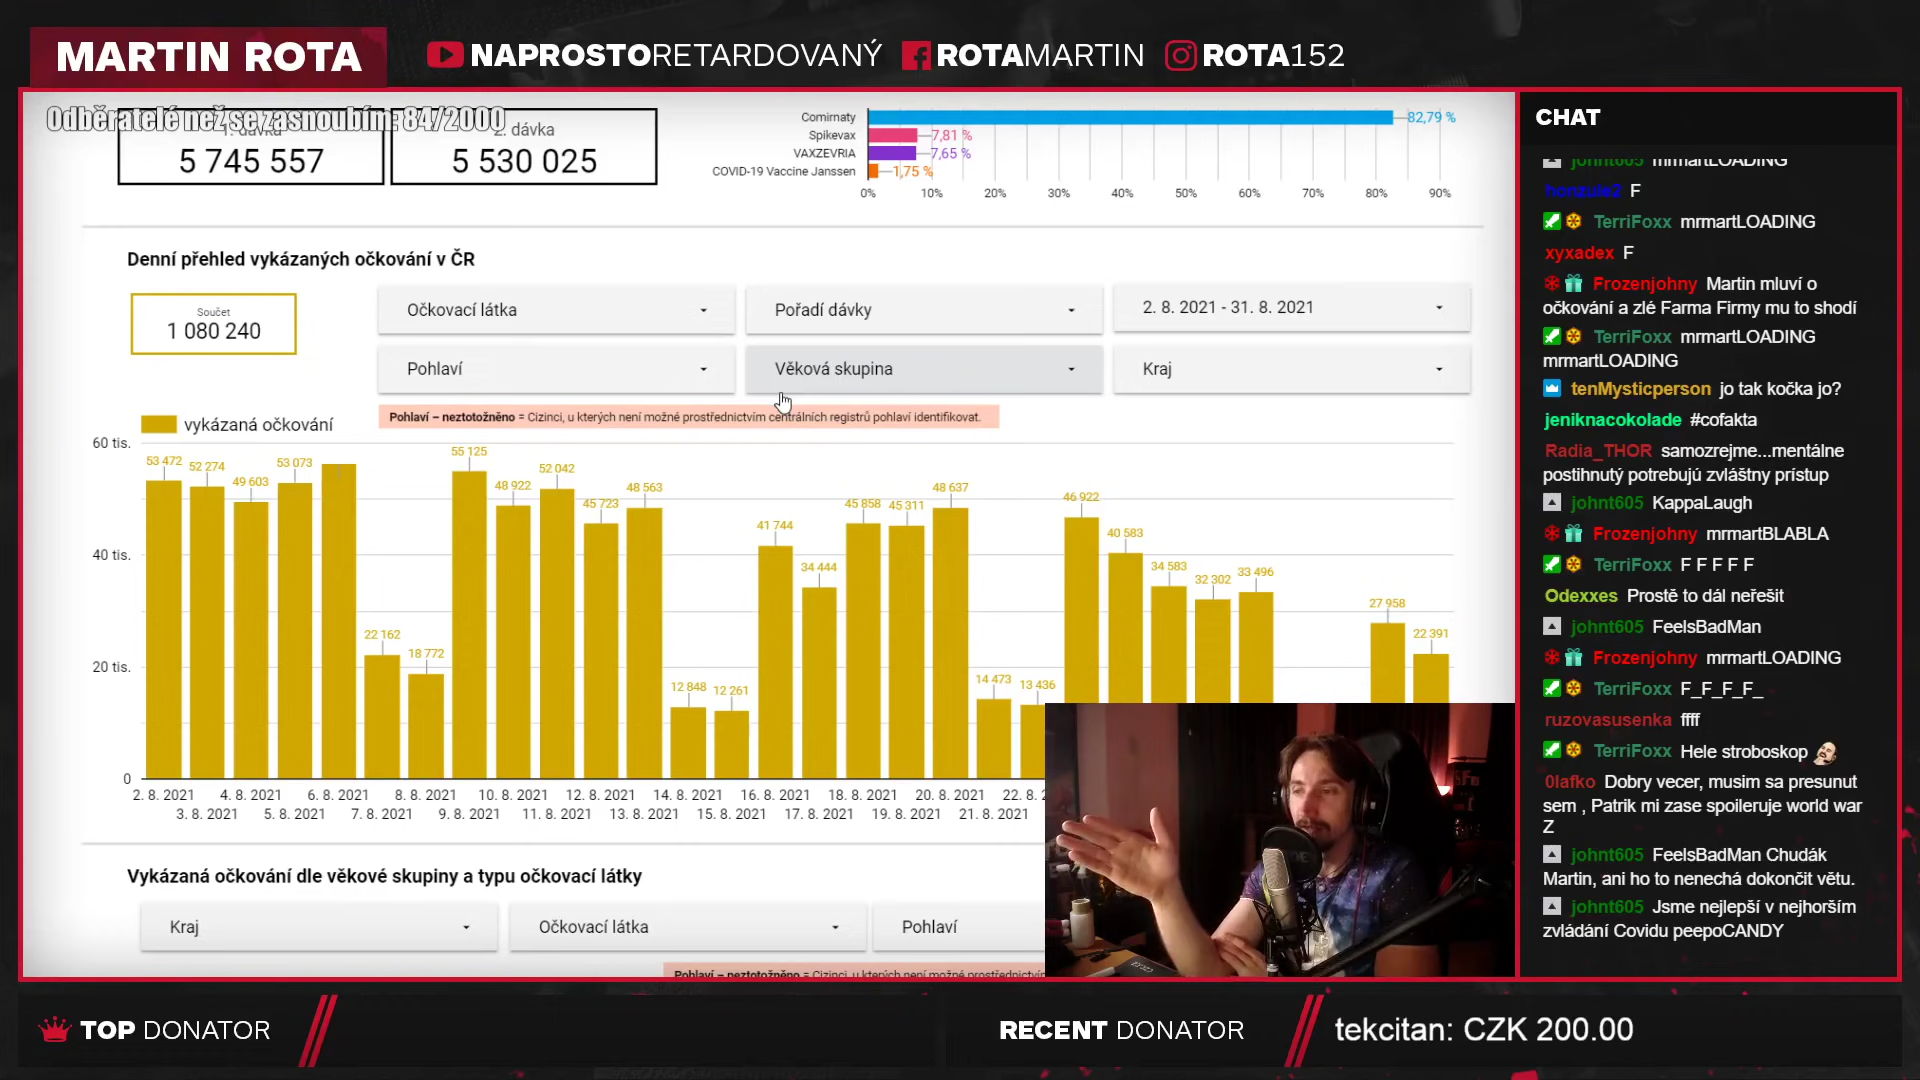 MARTIN ROTA
NAPROSTORETARDOVANÝ
ROTAMARTIN
ROTA152
Odběratelé než se zasnoubím: 84/2000
1. dávka
5 745 557
2. dávka
5 530 025
Comirnaty
82,79 %
Spikevax
7,81 %
VAXZEVRIA
7,65 %
COVID-19 Vaccine Janssen
1,75 %
0% 10% 20% 30% 40% 50% 60% 70% 80% 90%
Denní přehled vykázaných očkování v ČR
Součet
1 080 240
Očkovací látka
Pořadí dávky
2. 8. 2021 - 31. 8. 2021
Pohlaví
Věková skupina
Kraj
Pohlaví – neztotožněno = Cizinci, u kterých není možné prostřednictvím centrálních registrů pohlaví identifikovat.
vykázaná očkování
60 tis.
40 tis.
20 tis.
0
53 472
52 274
49 603
53 073
22 162
18 772
55 125
48 922
52 042
45 723
48 563
12 848
12 261
41 744
34 444
45 858
45 311
48 637
14 473
13 436
46 922
40 583
34 583
32 302
33 496
27 958
22 391
2. 8. 2021 4. 8. 2021 6. 8. 2021 8. 8. 2021 10. 8. 2021 12. 8. 2021 14. 8. 2021 16. 8. 2021 18. 8. 2021 20. 8. 2021 22. 8. 2
3. 8. 2021 5. 8. 2021 7. 8. 2021 9. 8. 2021 11. 8. 2021 13. 8. 2021 15. 8. 2021 17. 8. 2021 19. 8. 2021 21. 8. 2021
Vykázaná očkování dle věkové skupiny a typu očkovací látky
Kraj
Očkovací látka
Pohlaví
Pohlaví – neztotožněno = Cizinci, u kterých není možné prostřednictvím
CHAT
johnt605 mrmartLOADING
honzule2 F
TerriFoxx mrmartLOADING
xyxadex F
Frozenjohny Martin mluví o
očkování a zlé Farma Firmy mu to shodí
TerriFoxx mrmartLOADING
mrmartLOADING
tenMysticperson jo tak kočka jo?
jeniknacokolade #cofakta
Radia_THOR samozrejme...mentálne
postihnutý potrebujú zvláštny prístup
johnt605 KappaLaugh
Frozenjohny mrmartBLABLA
TerriFoxx F F F F F
Odexxes Prostě to dál neřešit
johnt605 FeelsBadMan
Frozenjohny mrmartLOADING
TerriFoxx F_F_F_F_
ruzovasusenka ffff
TerriFoxx Hele stroboskop
0lafko Dobry vecer, musim sa presunut
sem , Patrik mi zase spoileruje world war
Z
johnt605 FeelsBadMan Chudák
Martin, ani ho to nenechá dokončit větu.
johnt605 Jsme nejlepší v nejhorším
zvládání Covidu peepoCANDY
TOP DONATOR
RECENT DONATOR
tekcitan: CZK 200.00